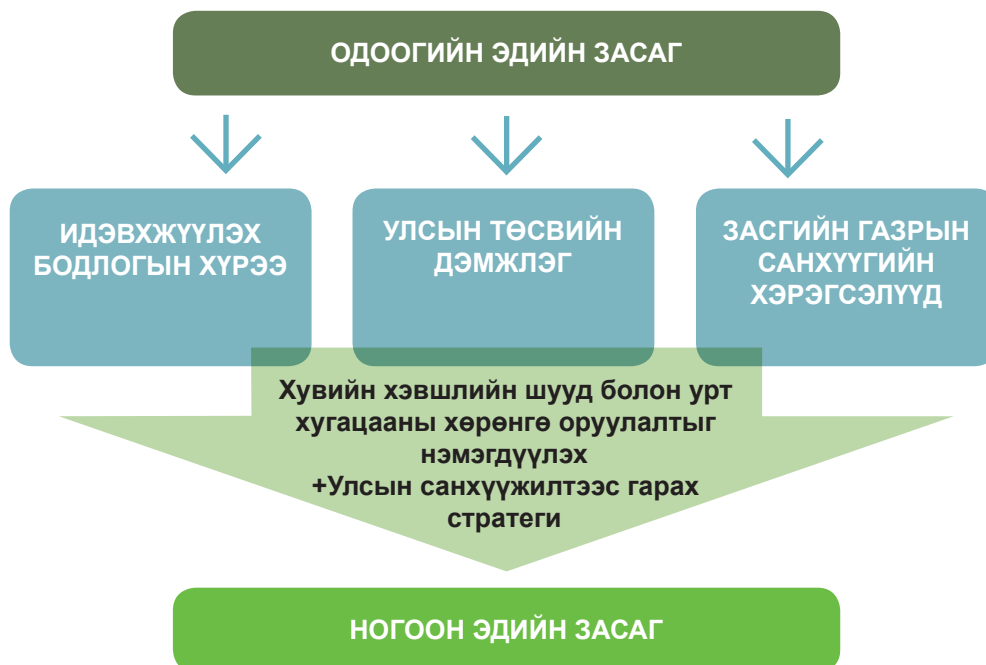 ОДООГИЙН ЭДИЙН ЗАСАГ
ИДЭВХЖҮҮЛЭХ
БОДЛОГЫН ХҮРЭЭ
УЛСЫН ТӨСВИЙН
ДЭМЖЛЭГ
ЗАСГИЙН ГАЗРЫН
САНХҮҮГИЙН
ХЭРЭГСЭЛҮҮД
Хувийн хэвшлийн шууд болон урт
хугацааны хөрөнгө оруулалтыг
нэмэгдүүлэх
+Улсын санхүүжилтээс гарах
стратеги
НОГООН ЭДИЙН ЗАСАГ